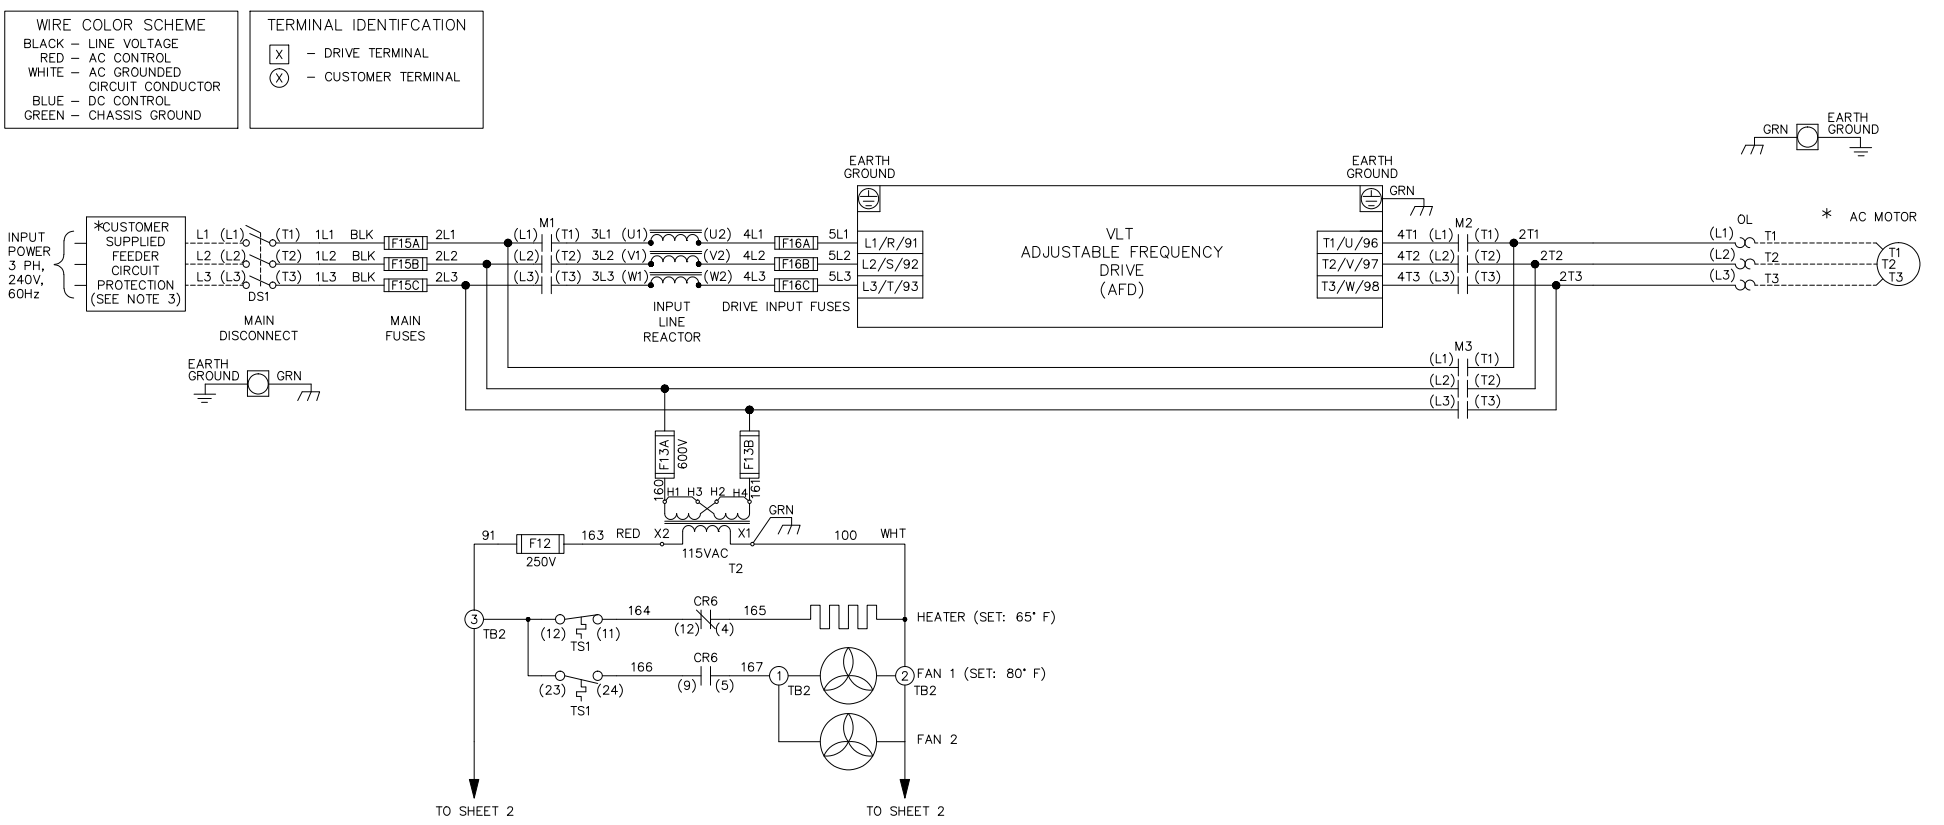 WIRE COLOR SCHEME
BLACK – LINE VOLTAGE
RED – AC CONTROL
WHITE – AC GROUNDED
CIRCUIT CONDUCTOR
BLUE – DC CONTROL
GREEN – CHASSIS GROUND
TERMINAL IDENTIFCATION
X – DRIVE TERMINAL
X – CUSTOMER TERMINAL
GRN
EARTH
GROUND
EARTH
GROUND
EARTH
GROUND
GRN
INPUT
POWER
3 PH,
240V,
60Hz
*CUSTOMER
SUPPLIED
FEEDER
CIRCUIT
PROTECTION
(SEE NOTE 3)
M1
M2
OL
* AC MOTOR
L1 (L1) (T1) 1L1 BLK F15A 2L1 (L1) (T1) 3L1 (U1) (U2) 4L1 F16A 5L1 L1/R/91
L2 (L2) 1L2 BLK F15B 2L2 (L2) (T2) 3L2 (V1) (V2) 4L2 F16B 5L2 L2/S/92
L3 (L3) (T3) 1L3 BLK F15C 2L3 (L3) (T3) 3L3 (W1) (W2) 4L3 F16C 5L3 L3/T/93
DS1
VLT
ADJUSTABLE FREQUENCY
DRIVE
(AFD)
T1/U/96 4T1 (L1) (T1) 2T1 (L1) T1
T2/V/97 4T2 (L2) (T2) 2T2 (L2) T2
T3/W/98 4T3 (L3) (T3) 2T3 (L3) T3
T1
T2
T3
MAIN
DISCONNECT
MAIN
FUSES
INPUT
LINE
REACTOR
DRIVE INPUT FUSES
EARTH
GROUND
GRN
M3
(L1) (T1)
(L2) (T2)
(L3) (T3)
F13A
600V
F13B
160
H1 H3 H2 H4
161
GRN
91 F12 163 RED X2 X1 100 WHT
250V
115VAC
T2
3
TB2
(12) (11)
TS1
164
CR6
(12) (4)
165
HEATER (SET: 65° F)
(23) (24)
TS1
166
CR6
(9) (5)
167
1
TB2
2
TB2
FAN 1 (SET: 80° F)
FAN 2
TO SHEET 2
TO SHEET 2